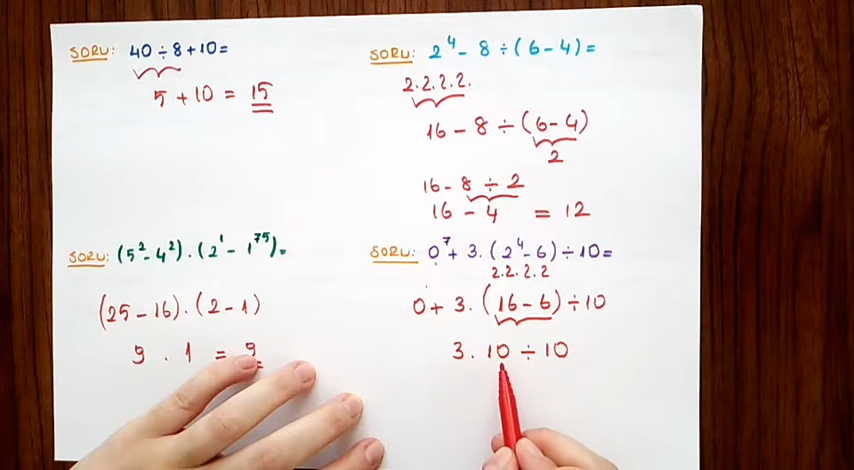 SORU: 40 ÷ 8 + 10 =
5 + 10 = 15
SORU: 2⁴ - 8 ÷ ( 6 - 4 ) =
2.2.2.2.
16 - 8 ÷ (6 - 4)
2
16 - 8 ÷ 2
16 - 4 = 12
SORU: (5² - 4²) . (2¹ - 1⁷⁵) =
(25 - 16) . (2 - 1)
9 . 1 = 9
SORU: 0⁷ + 3. (2⁴ - 6) ÷ 10 =
2.2.2.2
0 + 3. (16 - 6) ÷ 10
3. 10 ÷ 10